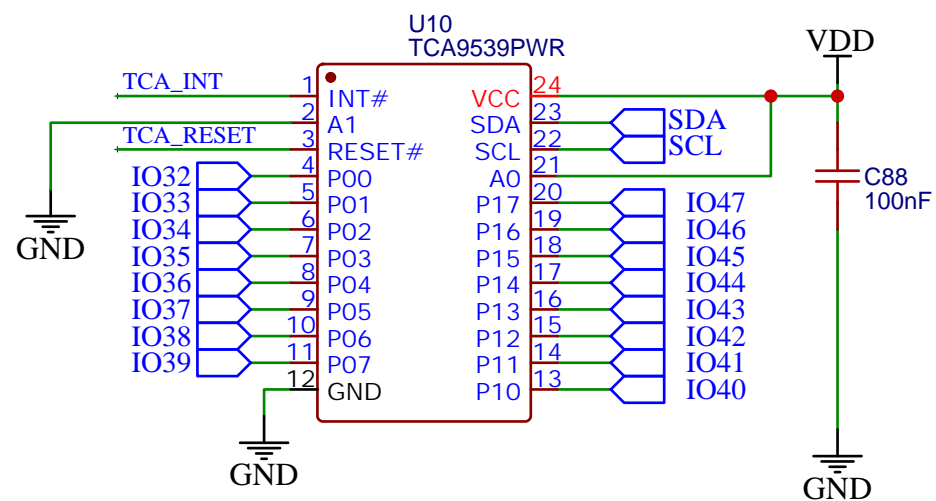 U10
TCA9539PWR
VDD
TCA_INT 1 INT# VCC 24
2 A1 SDA 23 SDA
TCA_RESET 3 RESET# SCL 22 SCL
IO32 4 P00 A0 21
IO33 5 P01 P17 20 IO47
IO34 6 P02 P16 19 IO46
IO35 7 P03 P15 18 IO45
IO36 8 P04 P14 17 IO44
IO37 9 P05 P13 16 IO43
IO38 10 P06 P12 15 IO42
IO39 11 P07 P11 14 IO41
12 GND P10 13 IO40
C88
100nF
GND
GND
GND